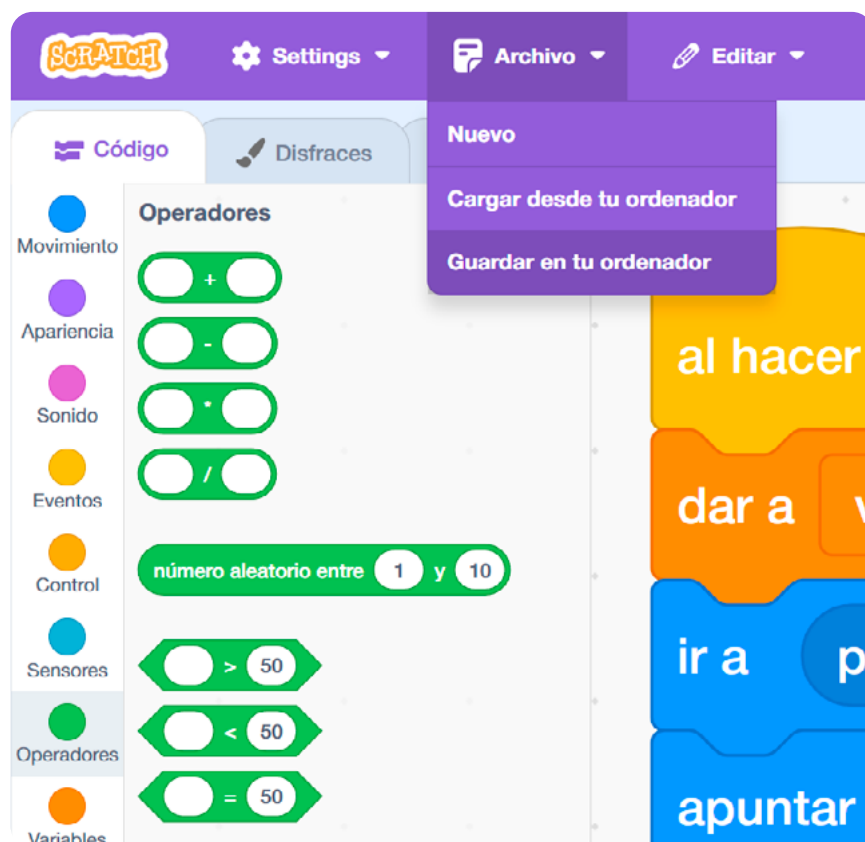 SCRATCH Settings Archivo Editar
Código Disfraces
Nuevo
Cargar desde tu ordenador
Guardar en tu ordenador
Movimiento
Apariencia
Sonido
Eventos
Control
Sensores
Operadores
Variables
Operadores
+
-
*
/
número aleatorio entre 1 y 10
> 50
< 50
= 50
al hacer
dar a
ir a p
apuntar